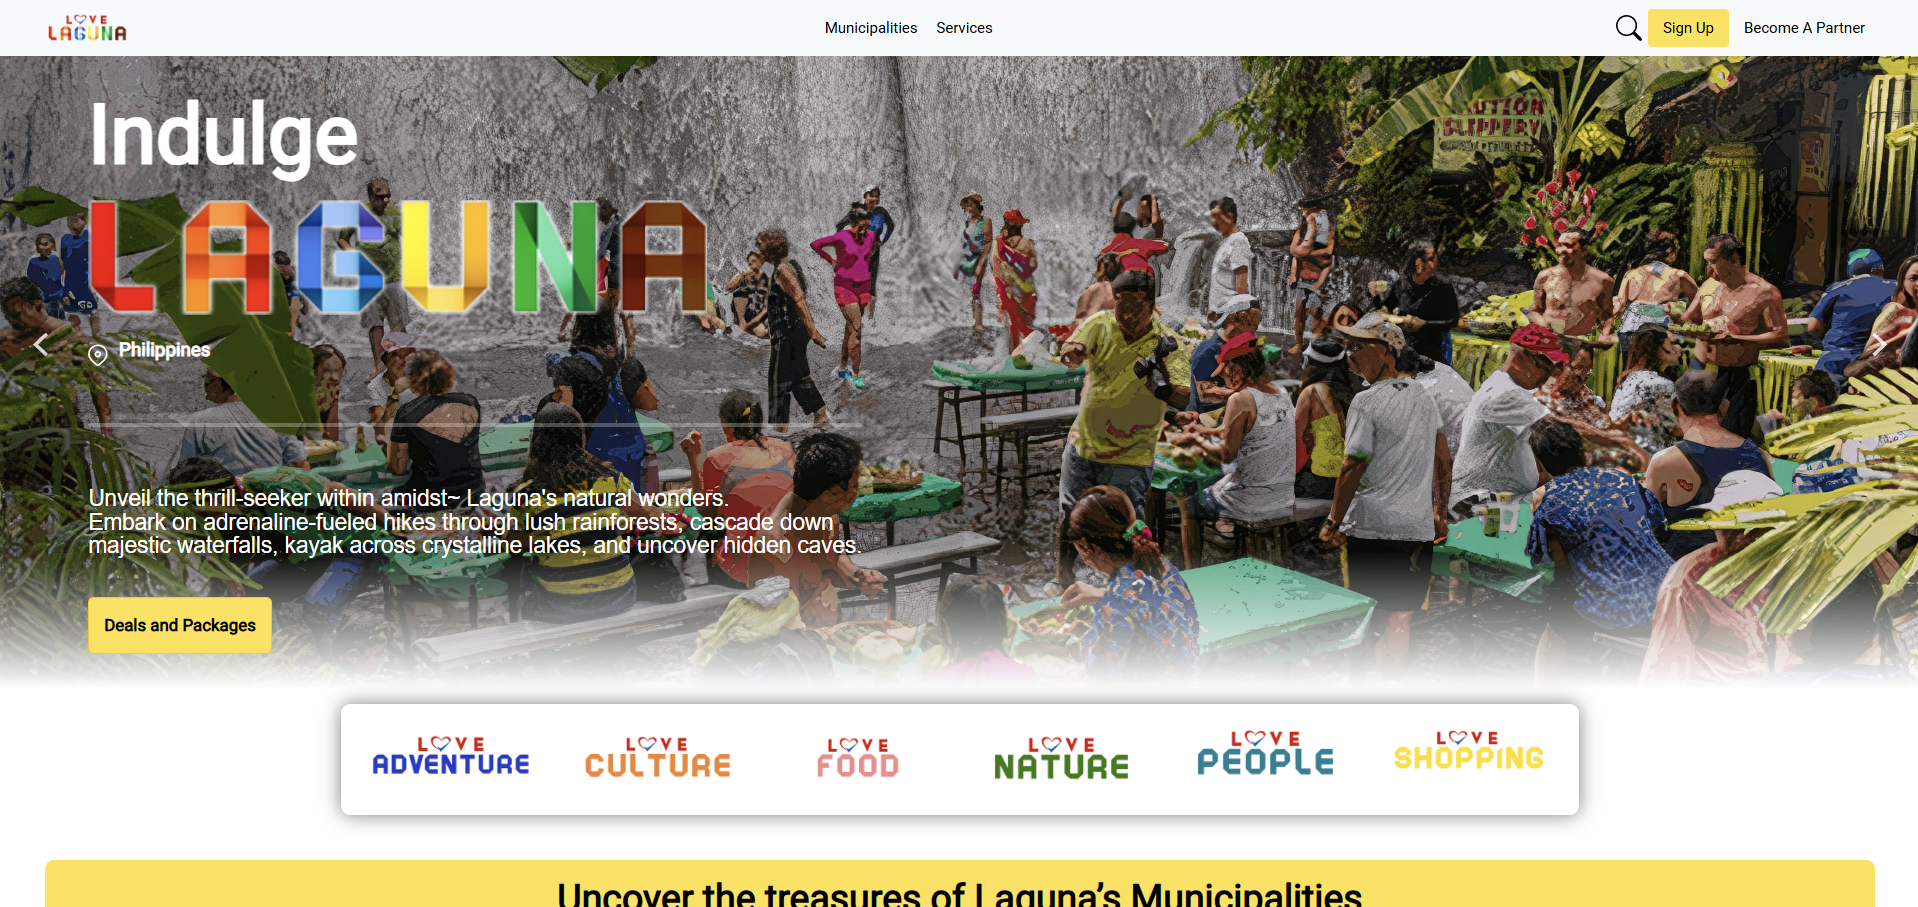 LOVE
LAGUNA
Municipalities
Services
Sign Up
Become A Partner
Indulge
LAGUNA
Philippines
Unveil the thrill-seeker within amidst~ Laguna's natural wonders.
Embark on adrenaline-fueled hikes through lush rainforests, cascade down
majestic waterfalls, kayak across crystalline lakes, and uncover hidden caves.
Deals and Packages
LOVE
ADVENTURE
LOVE
CULTURE
LOVE
FOOD
LOVE
NATURE
LOVE
PEOPLE
LOVE
SHOPPING
Uncover the treasures of Laguna’s Municipalities